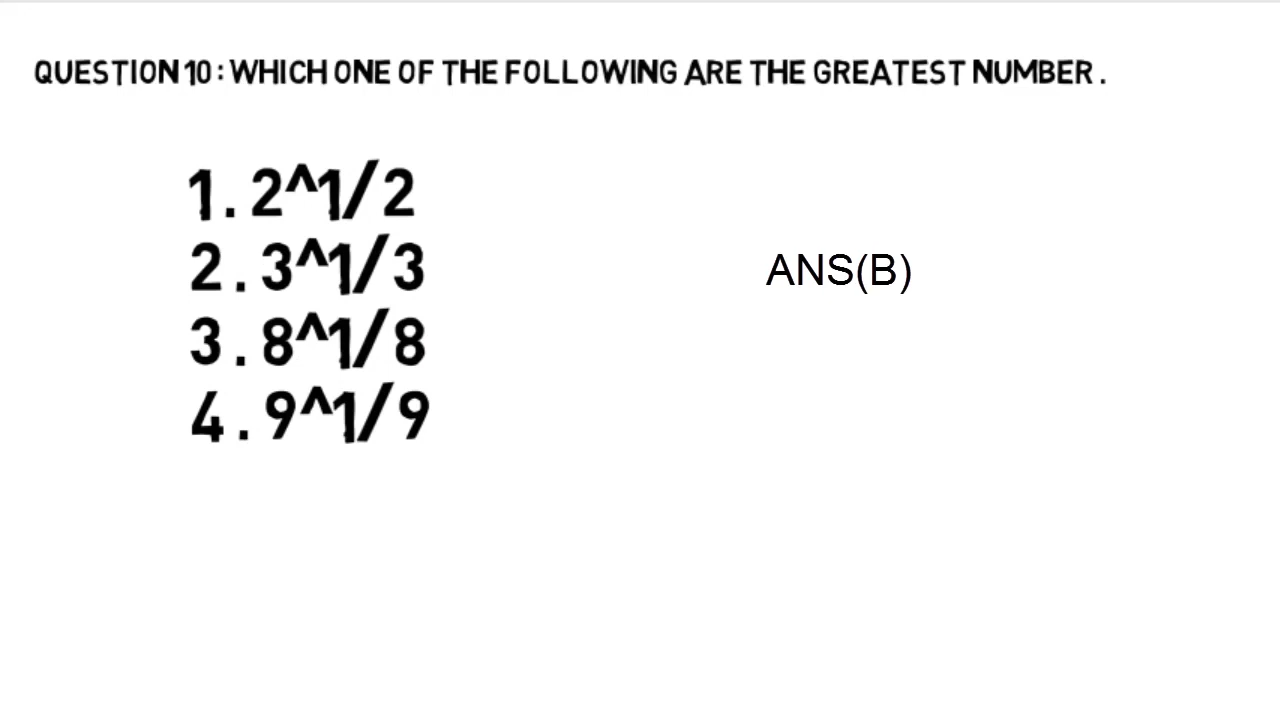 QUESTION 10 : WHICH ONE OF THE FOLLOWING ARE THE GREATEST NUMBER .
1 . 2^1/2
2 . 3^1/3
ANS(B)
3 . 8^1/8
4 . 9^1/9